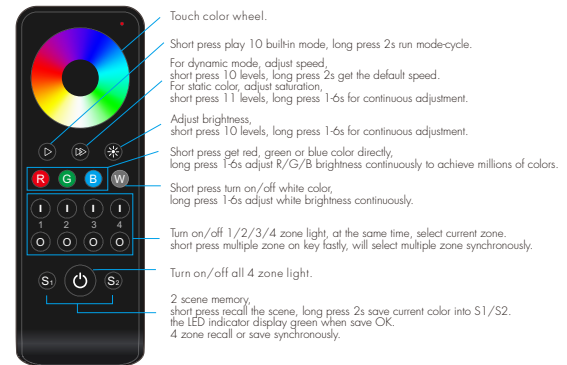 Touch color wheel.
Short press play 10 built-in mode, long press 2s run mode-cycle.
For dynamic mode, adjust speed,
short press 10 levels, long press 2s get the default speed.
For static color, adjust saturation,
short press 11 levels, long press 1-6s for continuous adjustment.
Adjust brightness,
short press 10 levels, long press 1-6s for continuous adjustment.
Short press get red, green or blue color directly,
long press 1-6s adjust R/G/B brightness continuously to achieve millions of colors.
R G B W
Short press turn on/off white color,
long press 1-6s adjust white brightness continuously.
I I I I
1 2 3 4
O O O O
Turn on/off 1/2/3/4 zone light, at the same time, select current zone.
short press multiple zone on key fastly, will select multiple zone synchronously.
S1 S2
Turn on/off all 4 zone light.
2 scene memory,
short press recall the scene, long press 2s save current color into S1/S2.
the LED indicator display green when save OK.
4 zone recall or save synchronously.